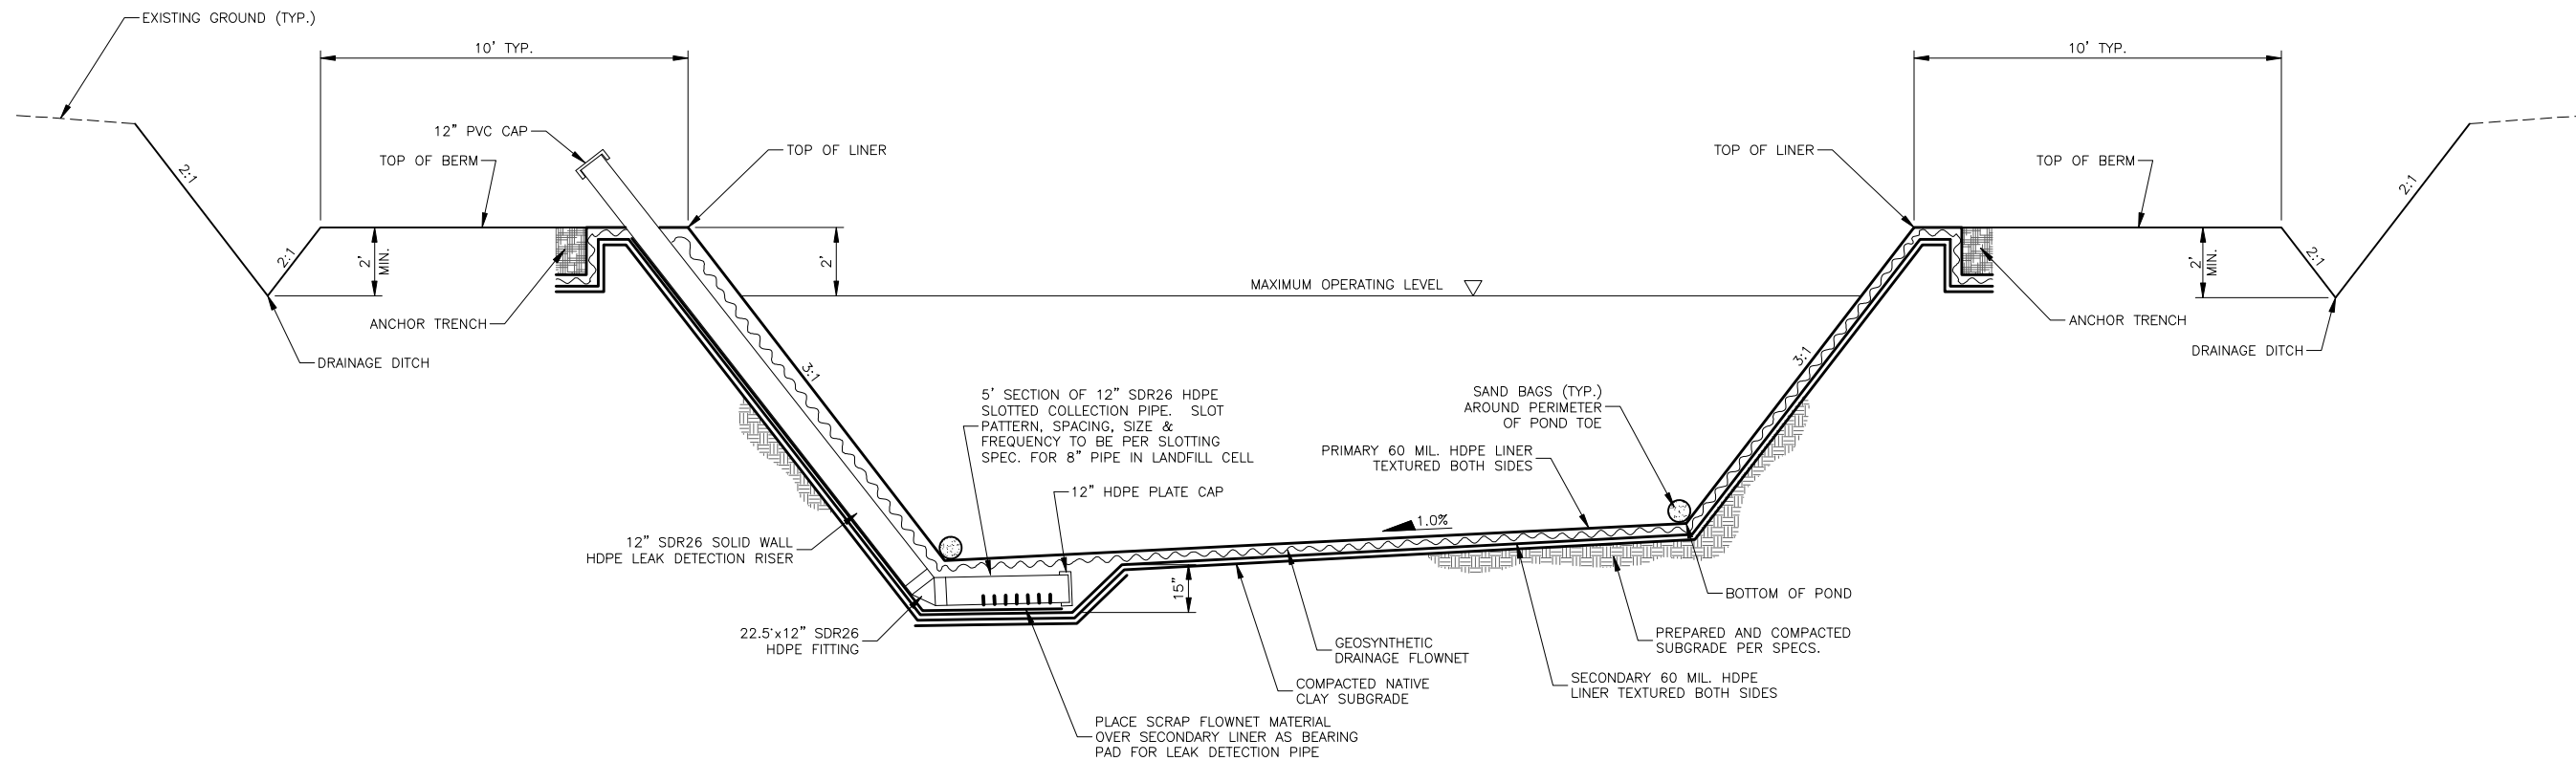 EXISTING GROUND (TYP.)
10' TYP.
10' TYP.
12" PVC CAP
TOP OF BERM
TOP OF LINER
TOP OF LINER
TOP OF BERM
2:1
2:1
2:1
2:1
2'
MIN.
2'
MAXIMUM OPERATING LEVEL
2'
MIN.
ANCHOR TRENCH
ANCHOR TRENCH
DRAINAGE DITCH
DRAINAGE DITCH
3:1
3:1
5' SECTION OF 12" SDR26 HDPE
SLOTTED COLLECTION PIPE. SLOT
PATTERN, SPACING, SIZE &
FREQUENCY TO BE PER SLOTTING
SPEC. FOR 8" PIPE IN LANDFILL CELL
SAND BAGS (TYP.)
AROUND PERIMETER
OF POND TOE
PRIMARY 60 MIL. HDPE LINER
TEXTURED BOTH SIDES
12" HDPE PLATE CAP
1.0%
12" SDR26 SOLID WALL
HDPE LEAK DETECTION RISER
15"
BOTTOM OF POND
22.5°x12" SDR26
HDPE FITTING
GEOSYNTHETIC
DRAINAGE FLOWNET
PREPARED AND COMPACTED
SUBGRADE PER SPECS.
COMPACTED NATIVE
CLAY SUBGRADE
SECONDARY 60 MIL. HDPE
LINER TEXTURED BOTH SIDES
PLACE SCRAP FLOWNET MATERIAL
OVER SECONDARY LINER AS BEARING
PAD FOR LEAK DETECTION PIPE